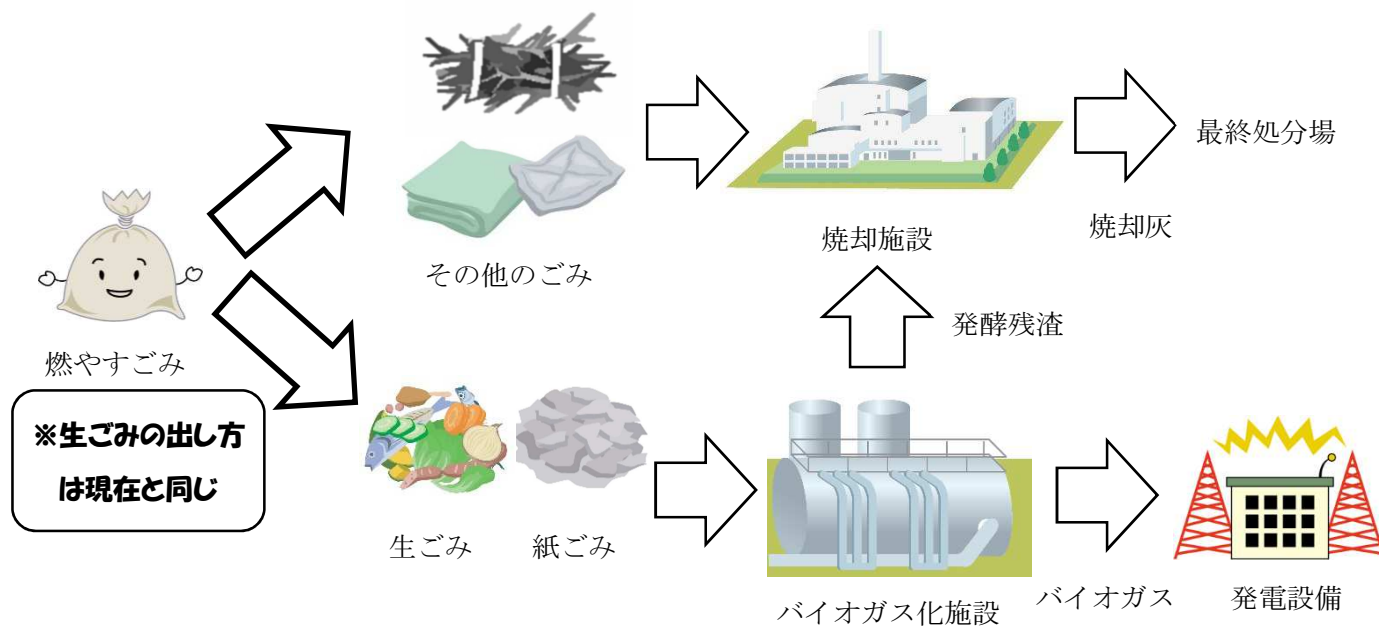 最終処分場
焼却施設
焼却灰
その他のごみ
発酵残渣
燃やすごみ
※生ごみの出し方
は現在と同じ
生ごみ
紙ごみ
バイオガス化施設
バイオガス
発電設備